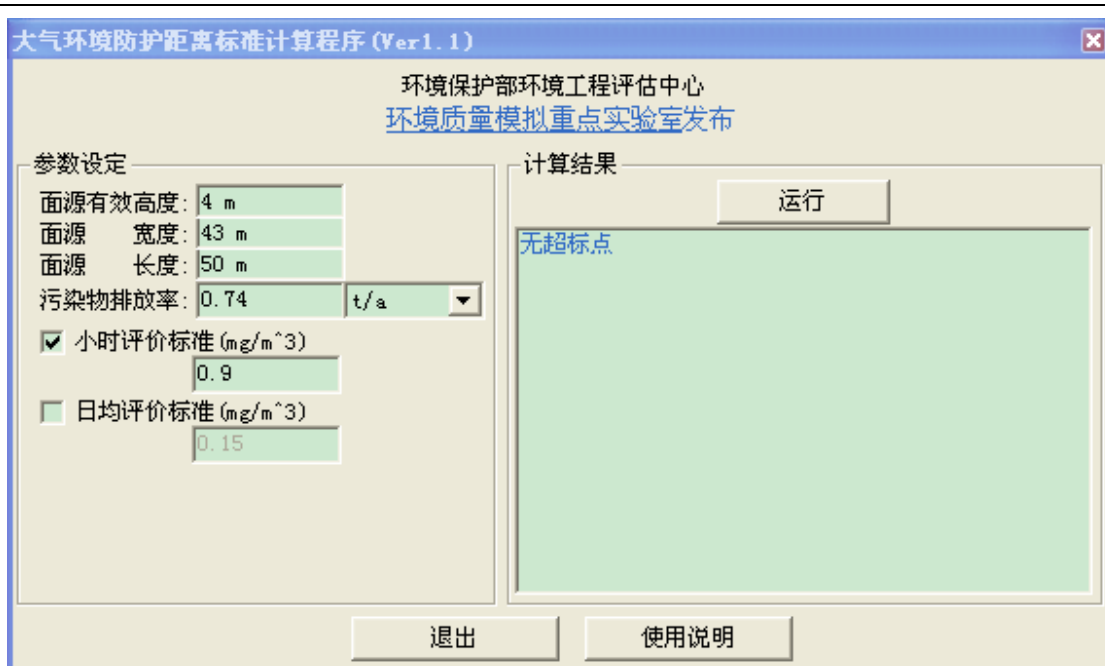 大气环境防护距离标准计算程序(Ver1.1)
环境保护部环境工程评估中心
环境质量模拟重点实验室发布
参数设定
面源有效高度: 4 m
面源 宽度: 43 m
面源 长度: 50 m
污染物排放率: 0.74 t/a
小时评价标准(mg/m^3)
0.9
日均评价标准(mg/m^3)
0.15
计算结果
运行
无超标点
退出 使用说明